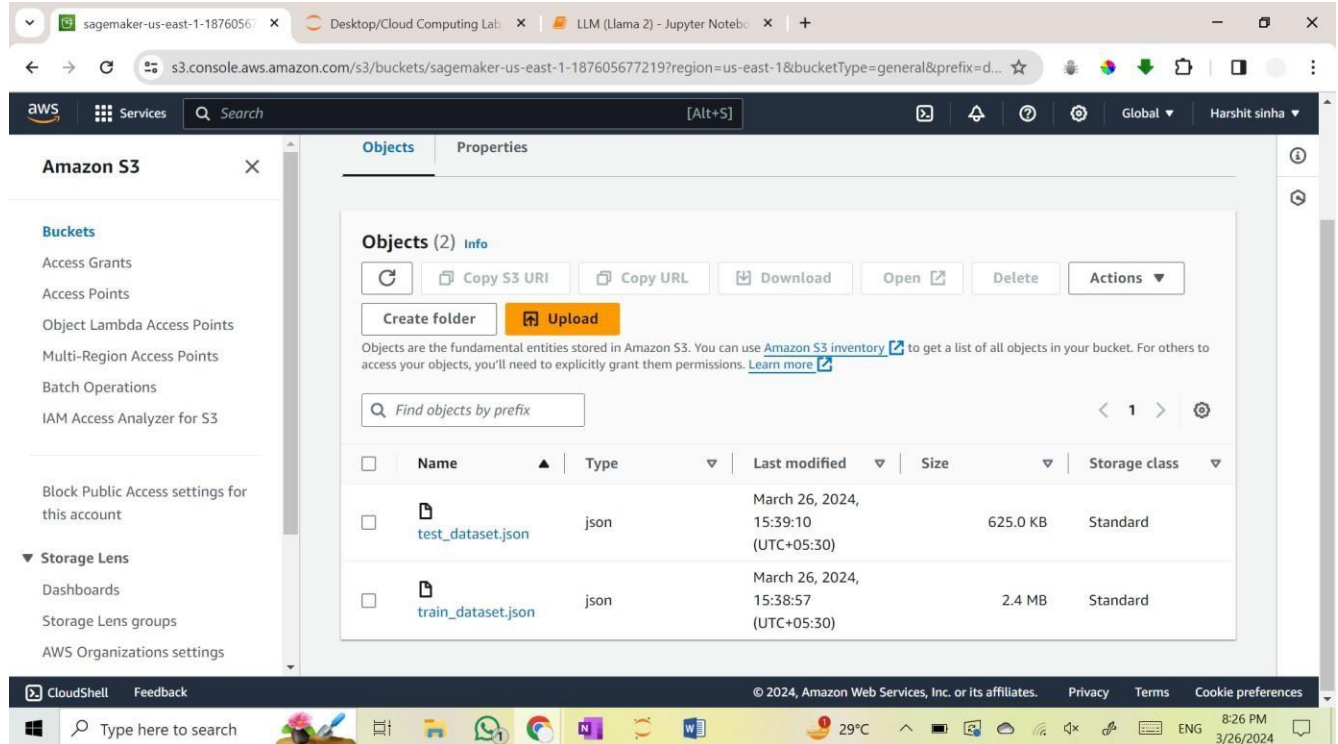 sagemaker-us-east-1-1876056
Desktop/Cloud Computing Lab
LLM (Llama 2) - Jupyter Notebo
s3.console.aws.amazon.com/s3/buckets/sagemaker-us-east-1-187605677219?region=us-east-1&bucketType=general&prefix=d...
aws
Services
Search
[Alt+S]
Global
Harshit sinha
Amazon S3
Buckets
Access Grants
Access Points
Object Lambda Access Points
Multi-Region Access Points
Batch Operations
IAM Access Analyzer for S3
Block Public Access settings for
this account
Storage Lens
Dashboards
Storage Lens groups
AWS Organizations settings
Objects
Properties
Objects (2) Info
Copy S3 URI
Copy URL
Download
Open
Delete
Actions
Create folder
Upload
Objects are the fundamental entities stored in Amazon S3. You can use Amazon S3 inventory to get a list of all objects in your bucket. For others to
access your objects, you'll need to explicitly grant them permissions. Learn more
Find objects by prefix
1
Name Type Last modified Size Storage class
test_dataset.json
json
March 26, 2024,
15:39:10
(UTC+05:30)
625.0 KB
Standard
train_dataset.json
json
March 26, 2024,
15:38:57
(UTC+05:30)
2.4 MB
Standard
CloudShell Feedback
© 2024, Amazon Web Services, Inc. or its affiliates. Privacy Terms Cookie preferences
Type here to search
1
29°C
ENG
8:26 PM
3/26/2024